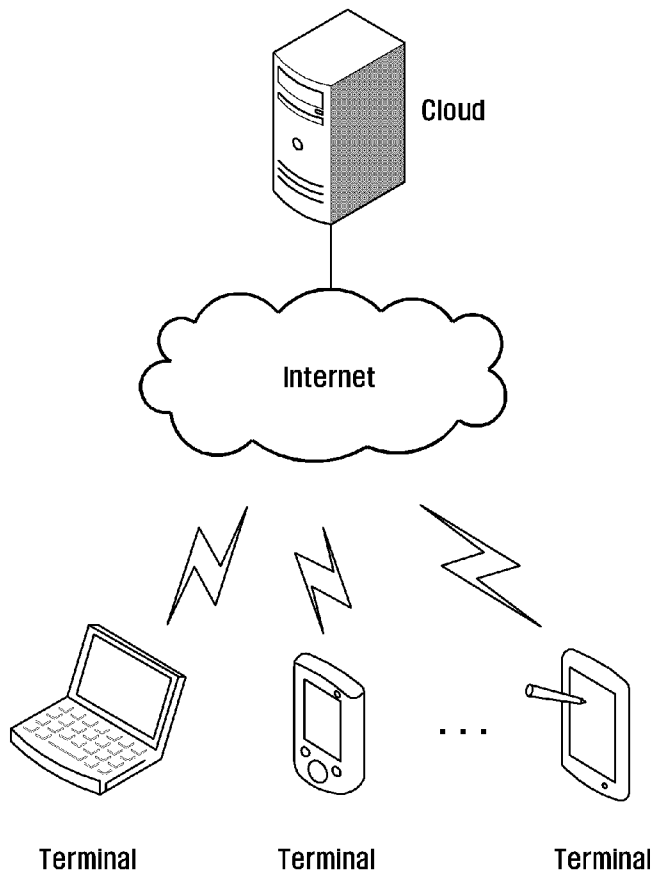 Cloud
Internet
. . .
Terminal
Terminal
Terminal